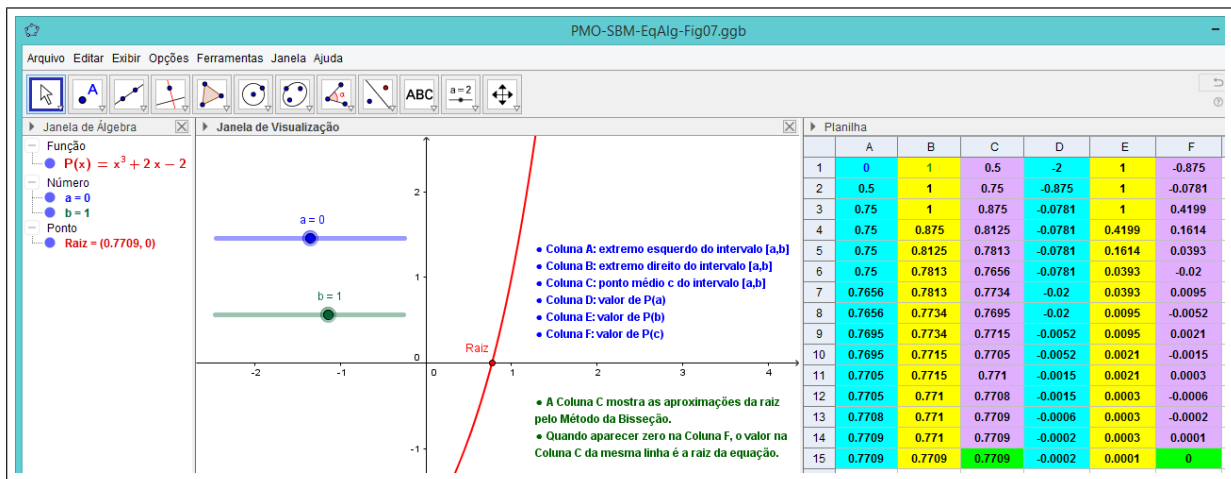 PMO-SBM-EqAlg-Fig07.ggb
Arquivo Editar Exibir Opções Ferramentas Janela Ajuda
A
α
ABC
a = 2
Janela de Álgebra
Função
P(x) = x³ + 2 x − 2
Número
a = 0
b = 1
Ponto
Raiz = (0.7709, 0)
Janela de Visualização
2
1
0
-1
-2 -1 0 1 2 3 4
a = 0
b = 1
Raiz
• Coluna A: extremo esquerdo do intervalo [a,b]
• Coluna B: extremo direito do intervalo [a,b]
• Coluna C: ponto médio c do intervalo [a,b]
• Coluna D: valor de P(a)
• Coluna E: valor de P(b)
• Coluna F: valor de P(c)
• A Coluna C mostra as aproximações da raiz
pelo Método da Bisseção.
• Quando aparecer zero na Coluna F, o valor na
Coluna C da mesma linha é a raiz da equação.
Planilha
A B C D E F
1 0 1 0.5 -2 1 -0.875
2 0.5 1 0.75 -0.875 1 -0.0781
3 0.75 1 0.875 -0.0781 1 0.4199
4 0.75 0.875 0.8125 -0.0781 0.4199 0.1614
5 0.75 0.8125 0.7813 -0.0781 0.1614 0.0393
6 0.75 0.7813 0.7656 -0.0781 0.0393 -0.02
7 0.7656 0.7813 0.7734 -0.02 0.0393 0.0095
8 0.7656 0.7734 0.7695 -0.02 0.0095 -0.0052
9 0.7695 0.7734 0.7715 -0.0052 0.0095 0.0021
10 0.7695 0.7715 0.7705 -0.0052 0.0021 -0.0015
11 0.7705 0.7715 0.771 -0.0015 0.0021 0.0003
12 0.7705 0.771 0.7708 -0.0015 0.0003 -0.0006
13 0.7708 0.771 0.7709 -0.0006 0.0003 -0.0002
14 0.7709 0.771 0.7709 -0.0002 0.0003 0.0001
15 0.7709 0.7709 0.7709 -0.0002 0.0001 0